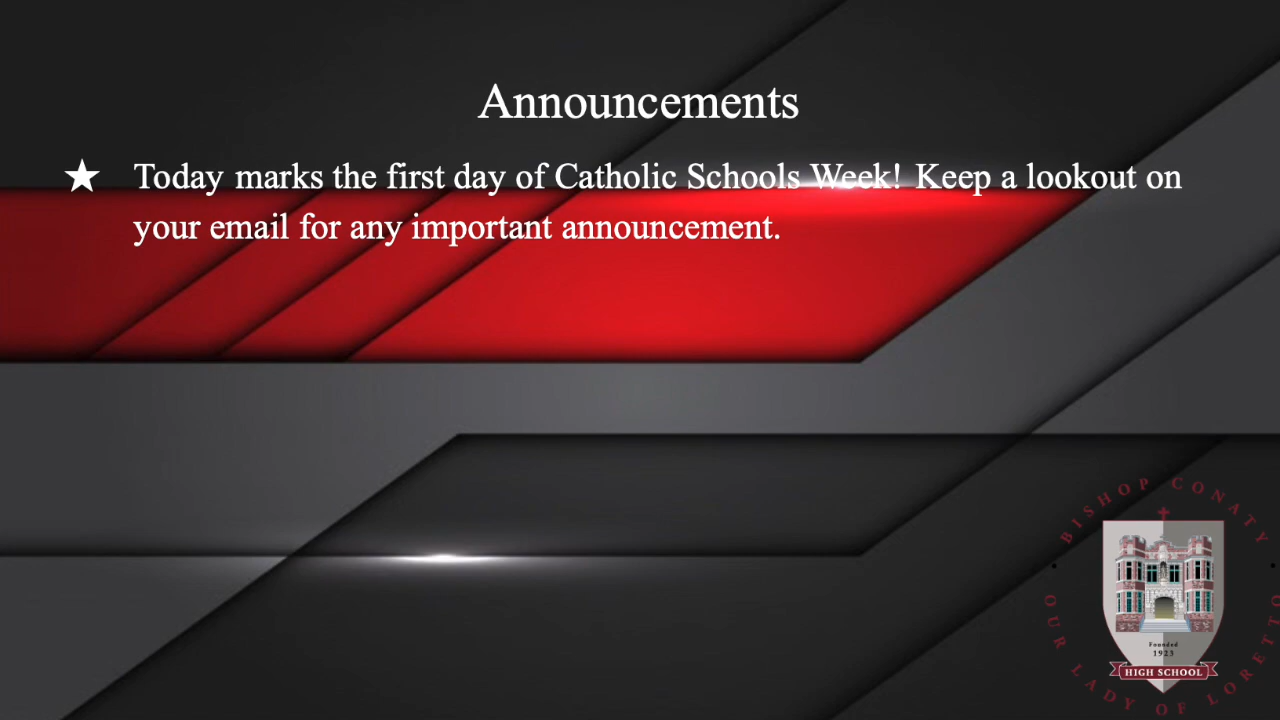 Announcements
★ Today marks the first day of Catholic Schools Week! Keep a lookout on
your email for any important announcement.
BISHOP CONATY
OUR LADY OF LORETTO
Founded
1923
HIGH SCHOOL